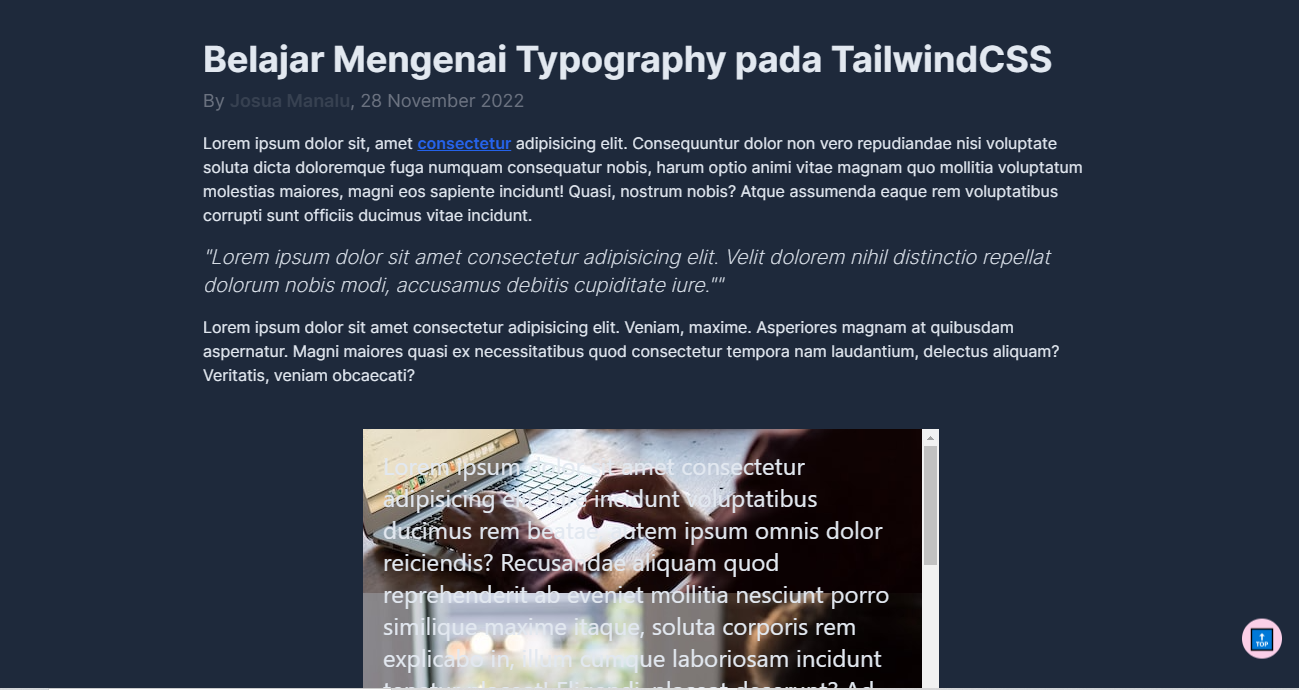 Belajar Mengenai Typography pada TailwindCSS
By Josua Manalu, 28 November 2022
Lorem ipsum dolor sit, amet consectetur adipisicing elit. Consequuntur dolor non vero repudiandae nisi voluptate
soluta dicta doloremque fuga numquam consequatur nobis, harum optio animi vitae magnam quo mollitia voluptatum
molestias maiores, magni eos sapiente incidunt! Quasi, nostrum nobis? Atque assumenda eaque rem voluptatibus
corrupti sunt officiis ducimus vitae incidunt.
"Lorem ipsum dolor sit amet consectetur adipisicing elit. Velit dolorem nihil distinctio repellat
dolorum nobis modi, accusamus debitis cupiditate iure.""
Lorem ipsum dolor sit amet consectetur adipisicing elit. Veniam, maxime. Asperiores magnam at quibusdam
aspernatur. Magni maiores quasi ex necessitatibus quod consectetur tempora nam laudantium, delectus aliquam?
Veritatis, veniam obcaecati?
Lorem ipsum dolor sit amet consectetur
adipisicing incidunt voluptatibus
ducimus rem beatae autem ipsum omnis dolor
reiciendis? Recusandae aliquam quod
reprehenderit ab eveniet mollitia nesciunt porro
similique maxime itaque, soluta corporis rem
explicabo in, illum cumque laboriosam incidunt
placeat deserunt? Ad
TOP